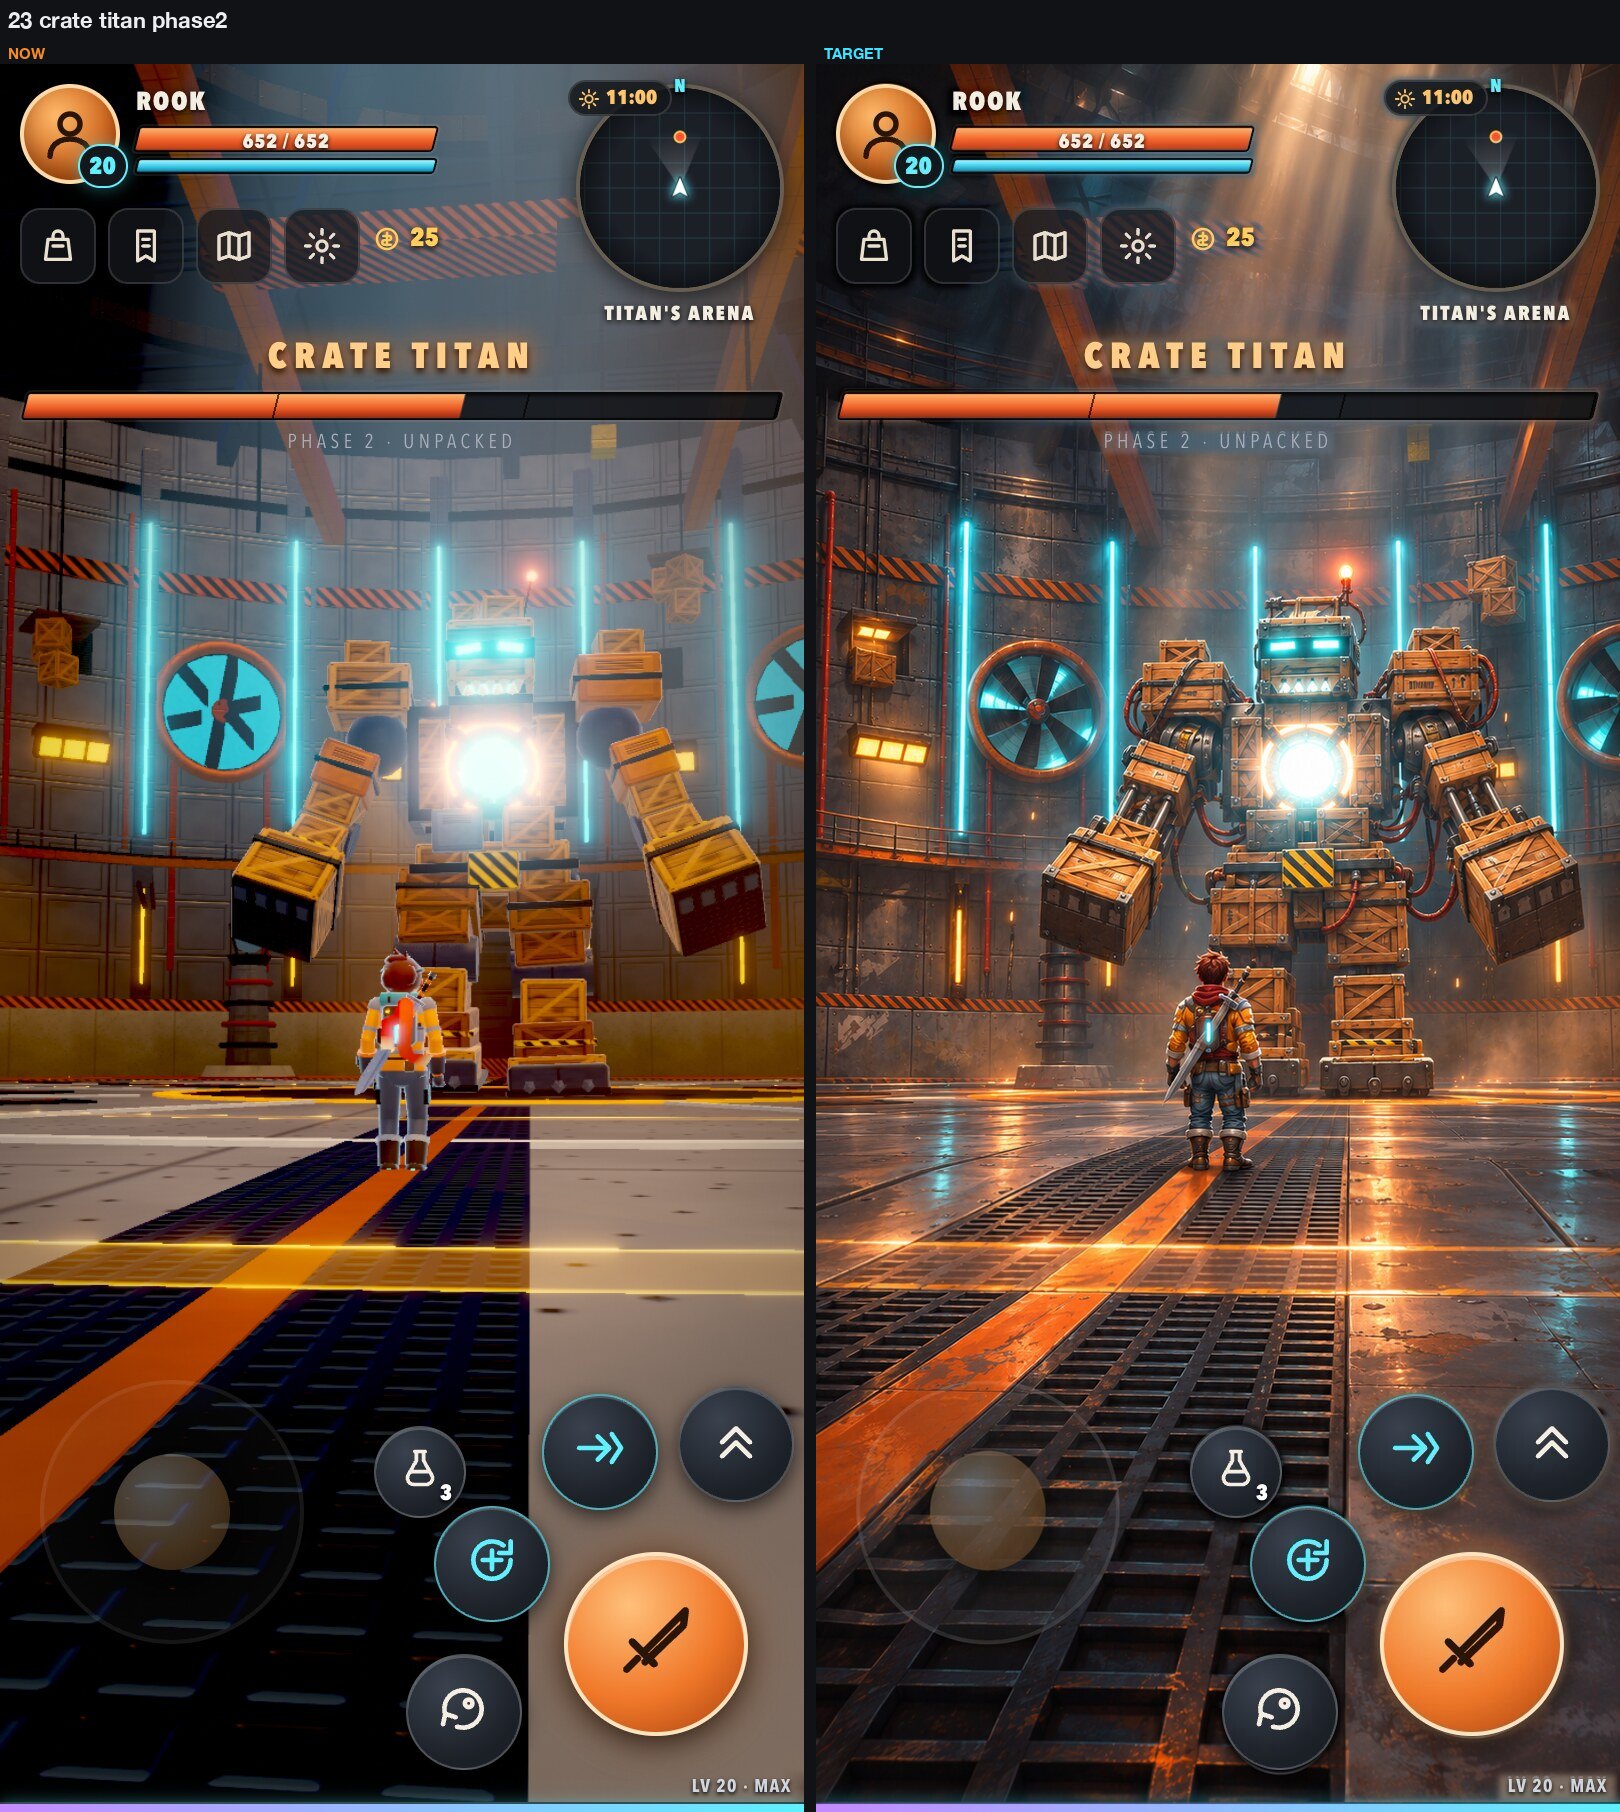 23 crate titan phase2
NOW
ROOK
652 / 652
20
11:00
N
25
TITAN'S ARENA
CRATE TITAN
PHASE 2 · UNPACKED
3
LV 20 · MAX
TARGET
ROOK
652 / 652
20
11:00
N
25
TITAN'S ARENA
CRATE TITAN
PHASE 2 · UNPACKED
3
LV 20 · MAX